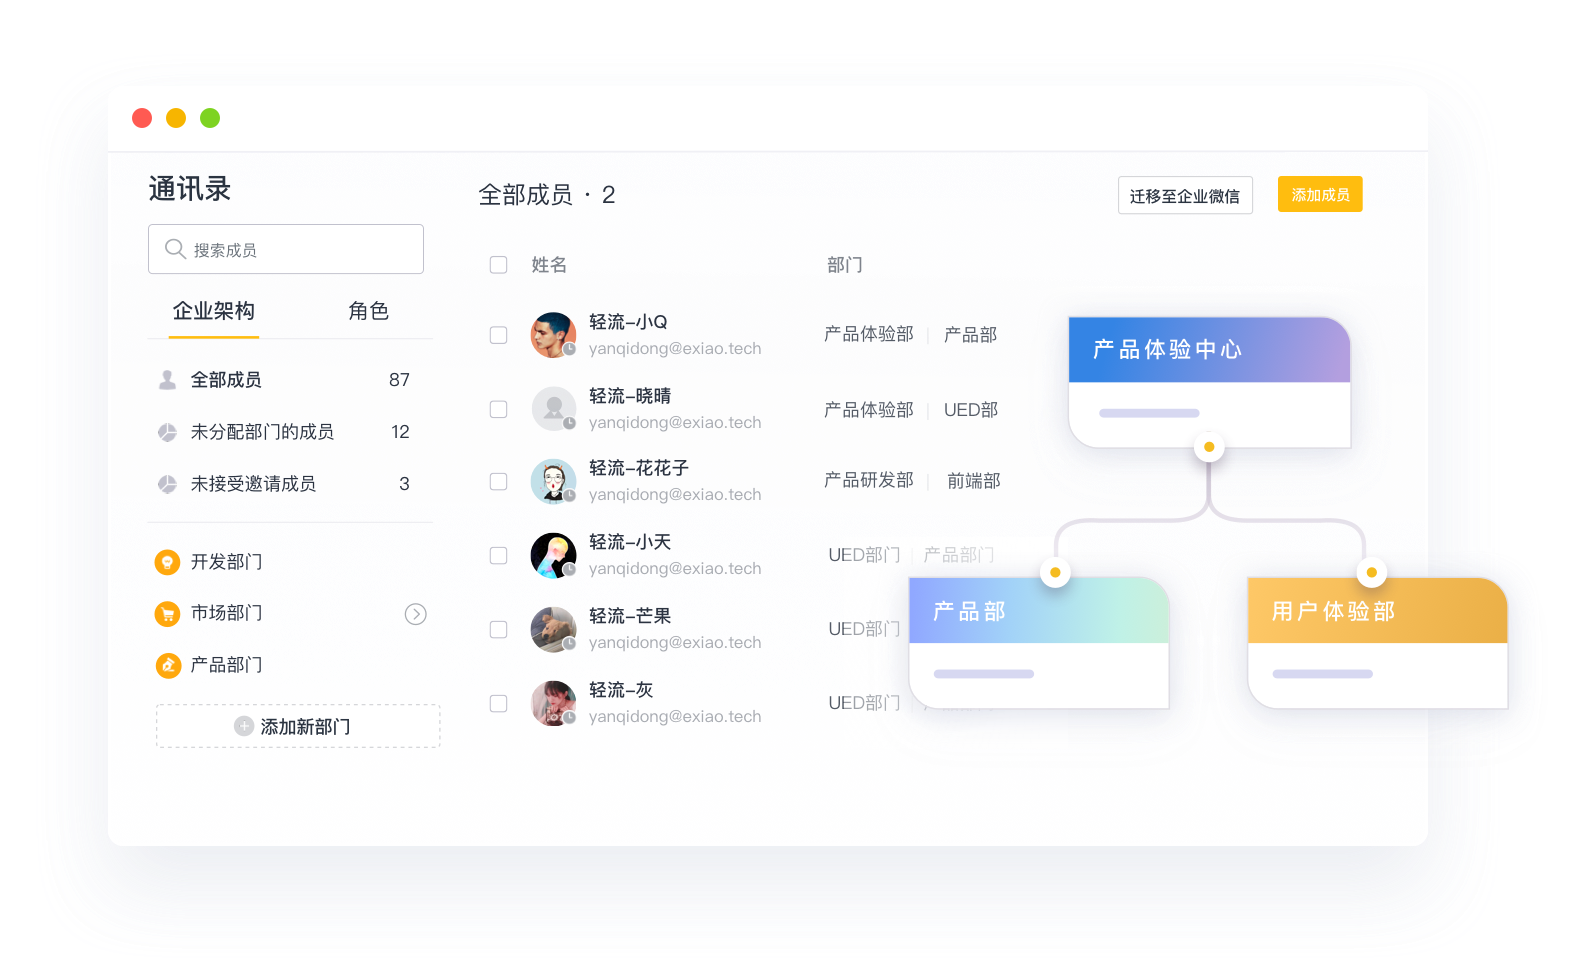 通讯录
搜索成员
企业架构 角色
全部成员 87
未分配部门的成员 12
未接受邀请成员 3
开发部门
市场部门
产品部门
添加新部门
全部成员 · 2
迁移至企业微信 添加成员
姓名 部门
轻流-小Q
yanqidong@exiao.tech
产品体验部 | 产品部
轻流-晓晴
yanqidong@exiao.tech
产品体验部 | UED部
轻流-花花子
yanqidong@exiao.tech
产品研发部 | 前端部
轻流-小天
yanqidong@exiao.tech
UED部门 | 产品部门
轻流-芒果
yanqidong@exiao.tech
UED部门
轻流-灰
yanqidong@exiao.tech
UED部门
产品体验中心
产品部
用户体验部